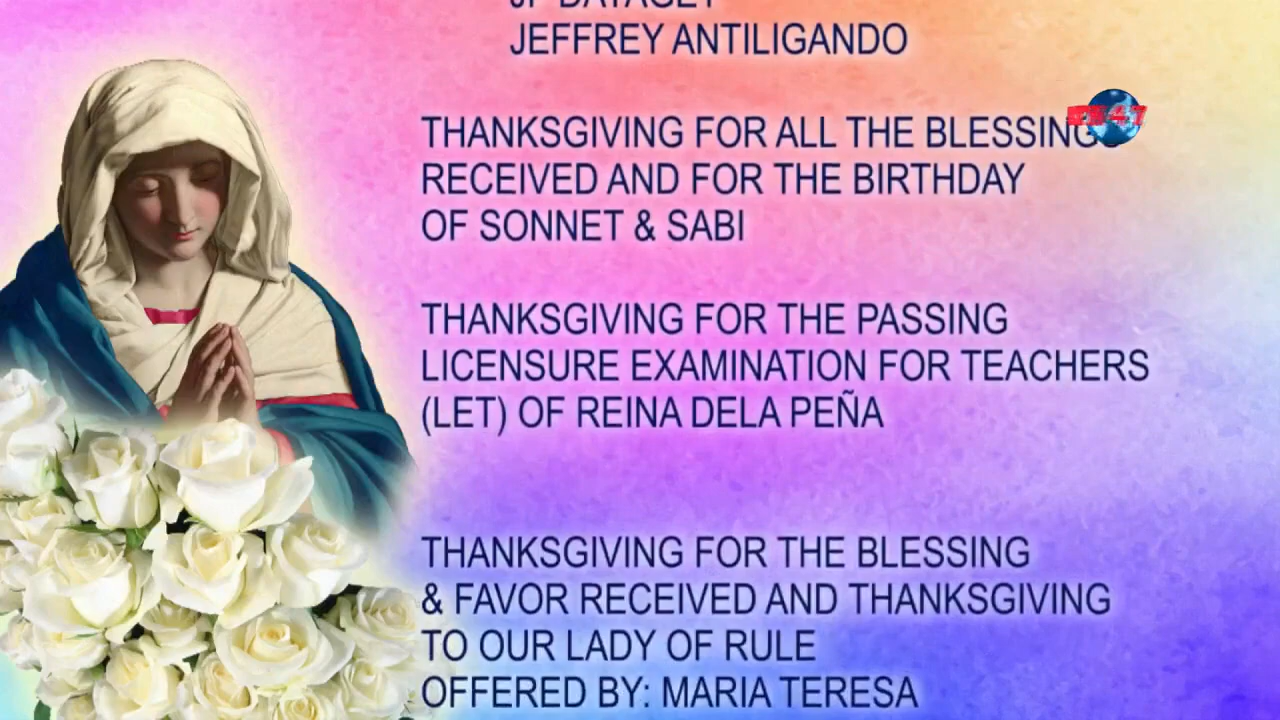 JEFFREY ANTILIGANDO
THANKSGIVING FOR ALL THE BLESSING
RECEIVED AND FOR THE BIRTHDAY
OF SONNET & SABI
THANKSGIVING FOR THE PASSING
LICENSURE EXAMINATION FOR TEACHERS
(LET) OF REINA DELA PEÑA
THANKSGIVING FOR THE BLESSING
& FAVOR RECEIVED AND THANKSGIVING
TO OUR LADY OF RULE
OFFERED BY: MARIA TERESA